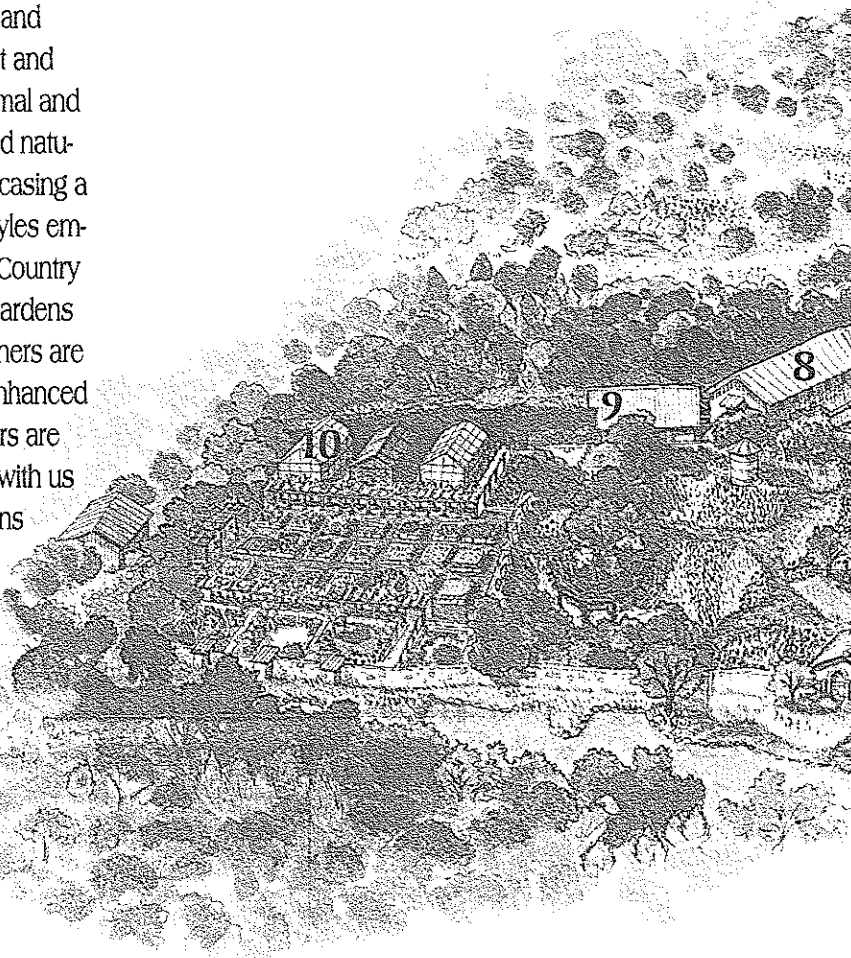 and
t and
mal and
d natu-
casing a
yles em-
Country
ardens
ners are
nhanced
rs are
with us
ns
8
9
10